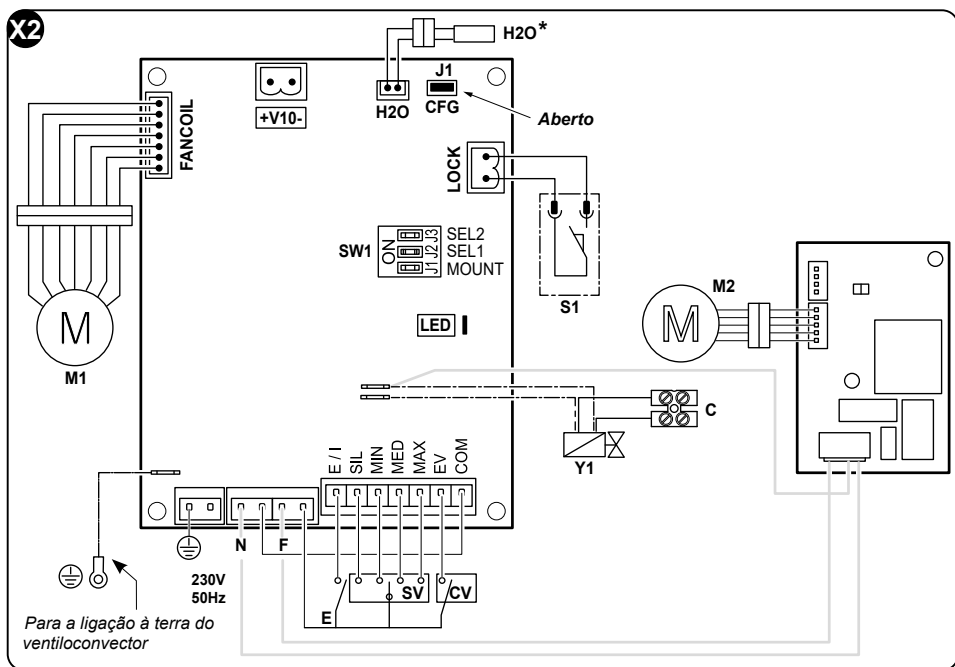 X2
H2O*
J1
H2O
CFG
+V10-
Aberto
FANCOIL
LOCK
SW1
ON
J3 SEL2
J2 SEL1
J1 MOUNT
S1
M2
M
M
M1
LED
C
Y1
E / I
SIL
MIN
MED
MAX
EV
COM
N
F
230V
50Hz
E
SV
CV
Para a ligação à terra do
ventiloconvector